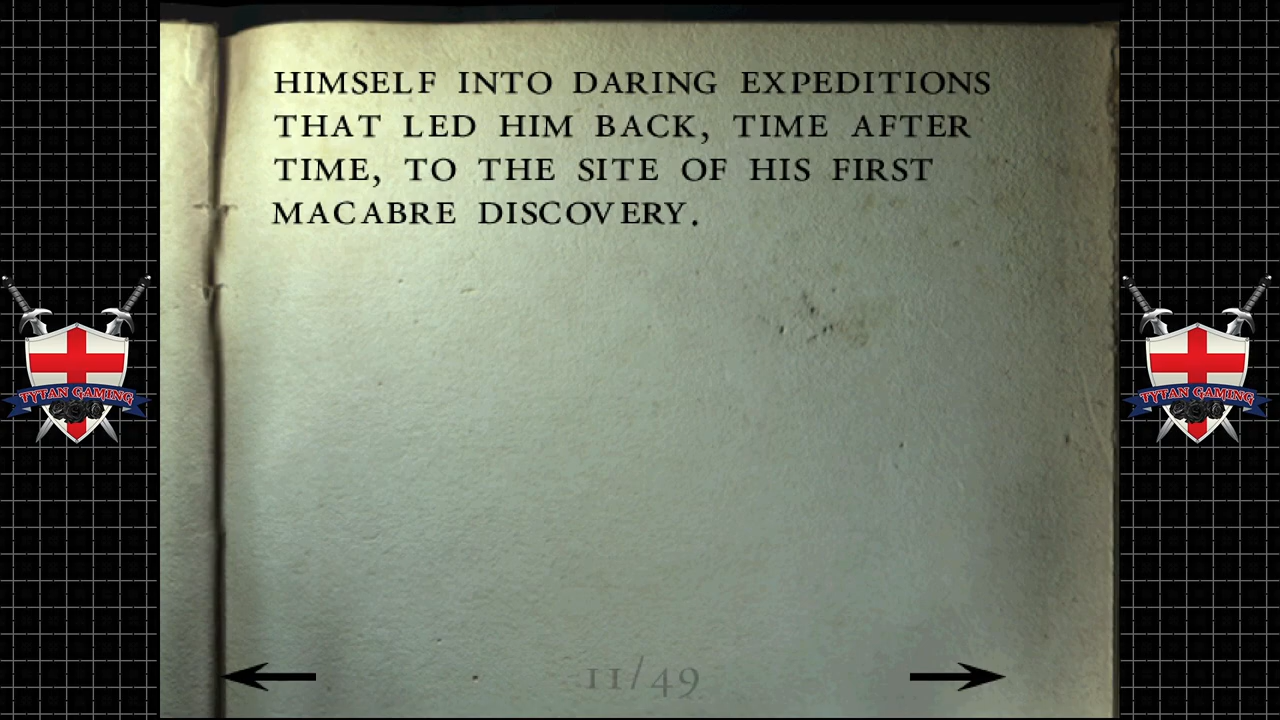 HIMSELF INTO DARING EXPEDITIONS
THAT LED HIM BACK, TIME AFTER
TIME, TO THE SITE OF HIS FIRST
MACABRE DISCOVERY.
TYTAN GAMING
TYTAN GAMING
11/49